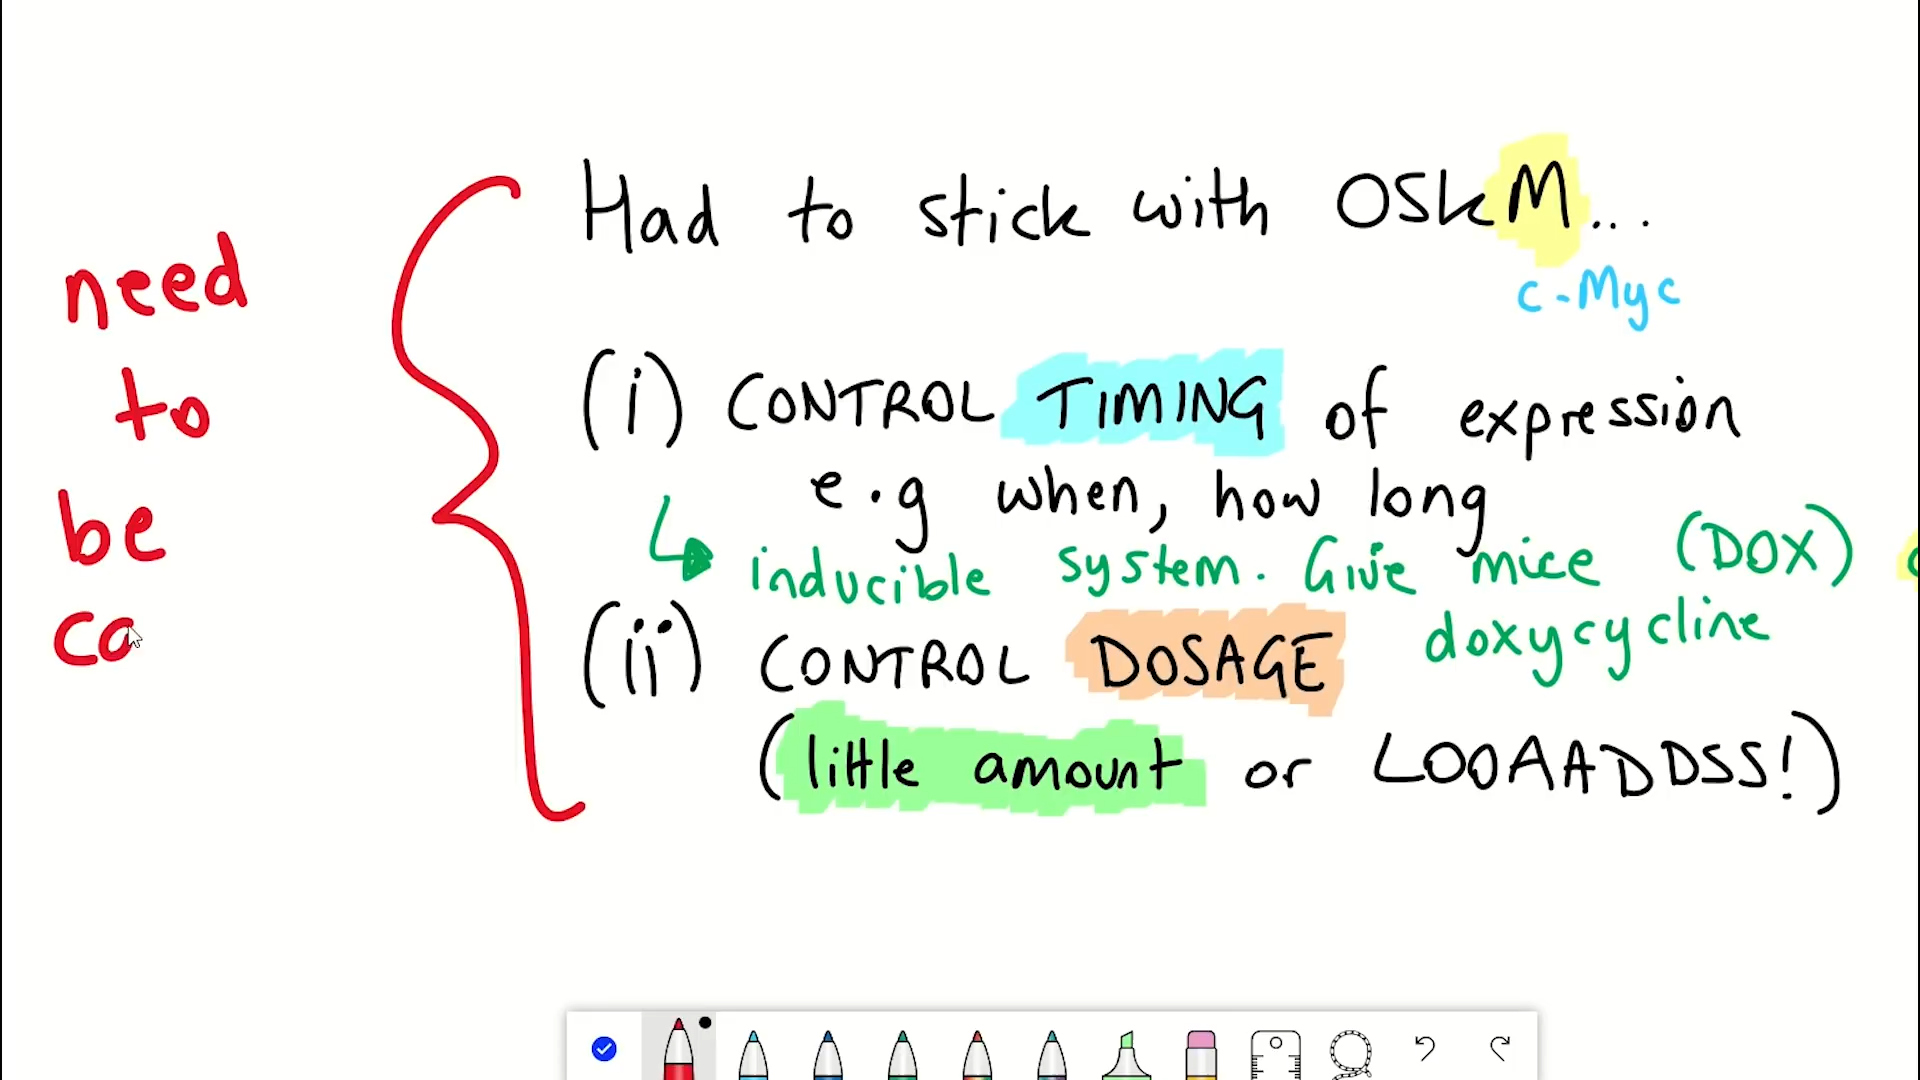 need
to
be
ca
Had to stick with OSKM...
c-Myc
(i) CONTROL TIMING of expression
e.g when, how long
inducible system. Give mice (DOX)
doxycycline
(ii) CONTROL DOSAGE
(little amount or LOOAADDSS!)